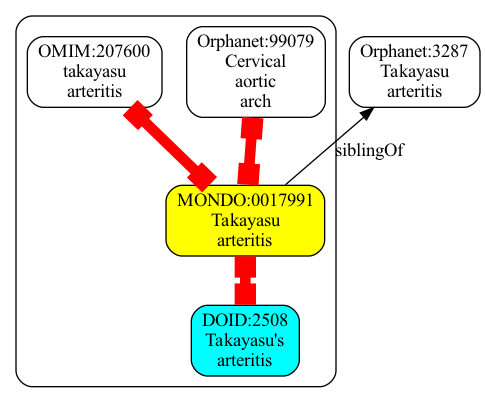 OMIM:207600
takayasu
arteritis
Orphanet:99079
Cervical
aortic
arch
Orphanet:3287
Takayasu
arteritis
siblingOf
MONDO:0017991
Takayasu
arteritis
DOID:2508
Takayasu's
arteritis